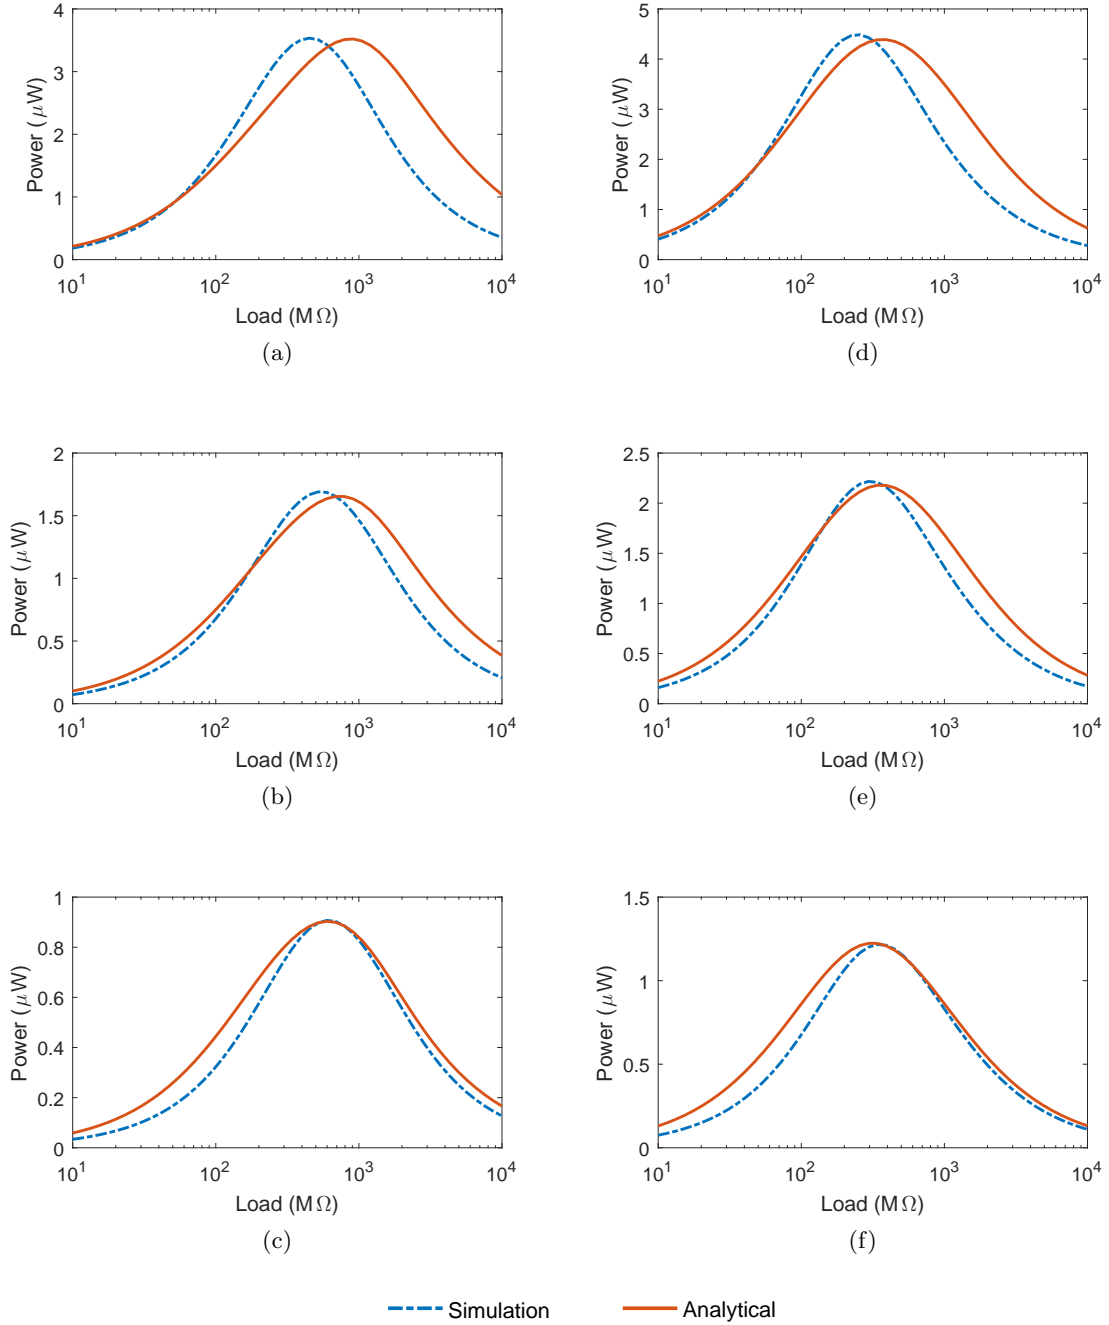 4
3
2
1
0
10^1
10^2
10^3
10^4
Power (μW)
Load (MΩ)
(a)
5
4
3
2
1
0
10^1
10^2
10^3
10^4
Power (μW)
Load (MΩ)
(d)
2
1.5
1
0.5
0
10^1
10^2
10^3
10^4
Power (μW)
Load (MΩ)
(b)
2.5
2
1.5
1
0.5
0
10^1
10^2
10^3
10^4
Power (μW)
Load (MΩ)
(e)
1
0.8
0.6
0.4
0.2
0
10^1
10^2
10^3
10^4
Power (μW)
Load (MΩ)
(c)
1.5
1
0.5
0
10^1
10^2
10^3
10^4
Power (μW)
Load (MΩ)
(f)
Simulation
Analytical